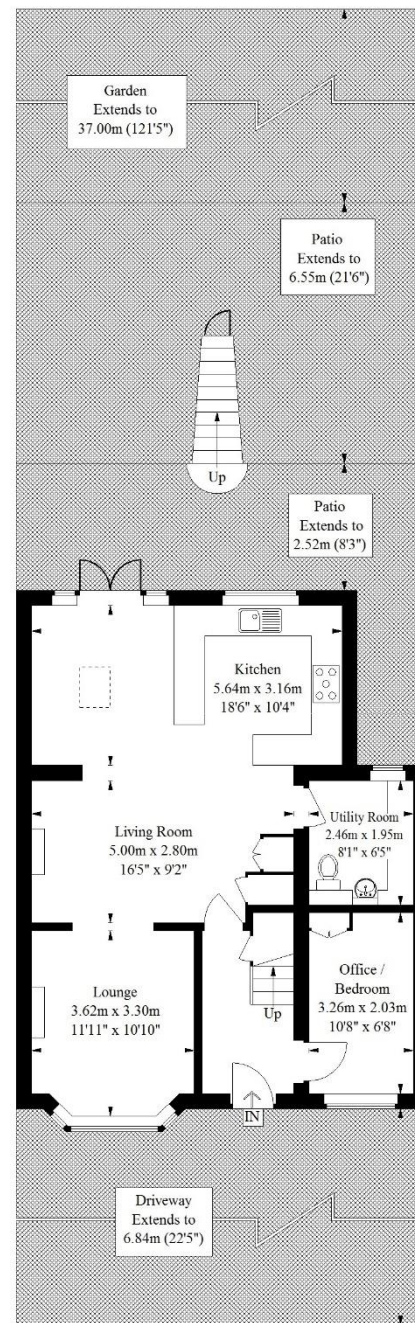 Garden
Extends to
37.00m (121'5")
Patio
Extends to
6.55m (21'6")
Up
Patio
Extends to
2.52m (8'3")
Kitchen
5.64m x 3.16m
18'6" x 10'4"
Utility Room
2.46m x 1.95m
8'1" x 6'5"
Living Room
5.00m x 2.80m
16'5" x 9'2"
Office /
Bedroom
3.26m x 2.03m
10'8" x 6'8"
Lounge
3.62m x 3.30m
11'11" x 10'10"
Up
IN
Driveway
Extends to
6.84m (22'5")